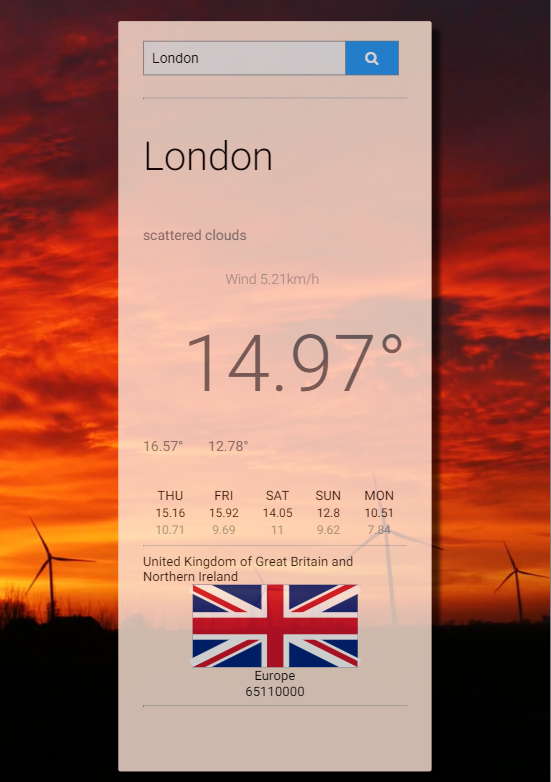 London
London
scattered clouds
Wind 5.21km/h
14.97°
16.57° 12.78°
THU FRI SAT SUN MON
15.16 15.92 14.05 12.8 10.51
10.71 9.69 11 9.62 7.84
United Kingdom of Great Britain and
Northern Ireland
Europe
65110000